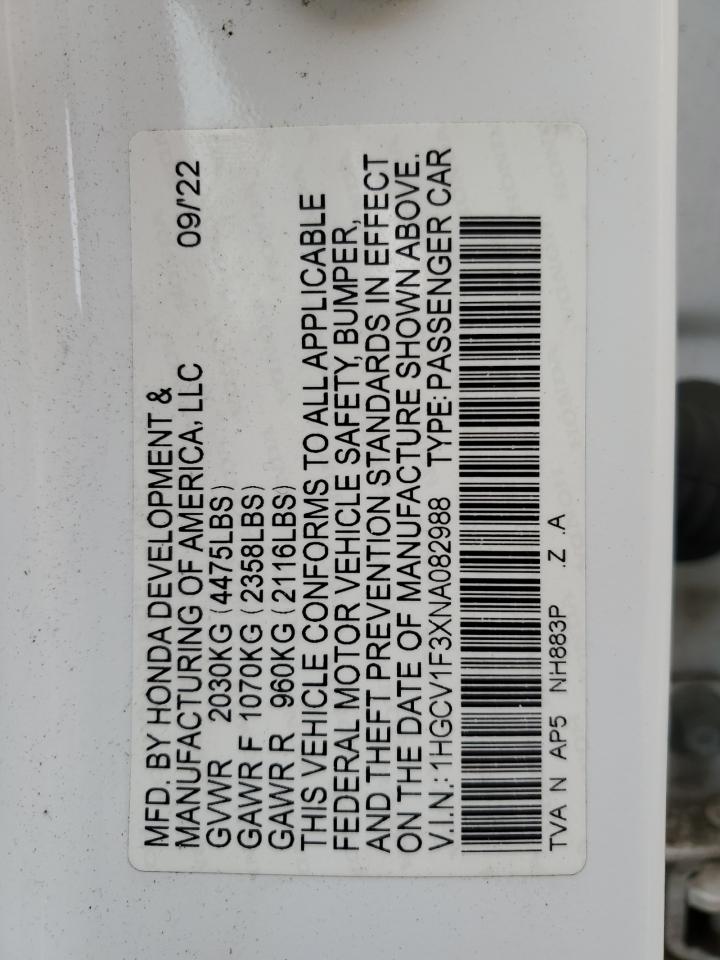 MFD. BY HONDA DEVELOPMENT &
MANUFACTURING OF AMERICA, LLC 09/'22
GVWR 2030KG (4475LBS)
GAWR F 1070KG (2358LBS)
GAWR R 960KG (2116LBS)
THIS VEHICLE CONFORMS TO ALL APPLICABLE
FEDERAL MOTOR VEHICLE SAFETY, BUMPER,
AND THEFT PREVENTION STANDARDS IN EFFECT
ON THE DATE OF MANUFACTURE SHOWN ABOVE.
V.I.N.: 1HGCV1F3XNA082988 TYPE: PASSENGER CAR
TVA N AP5 NH883P .Z .A